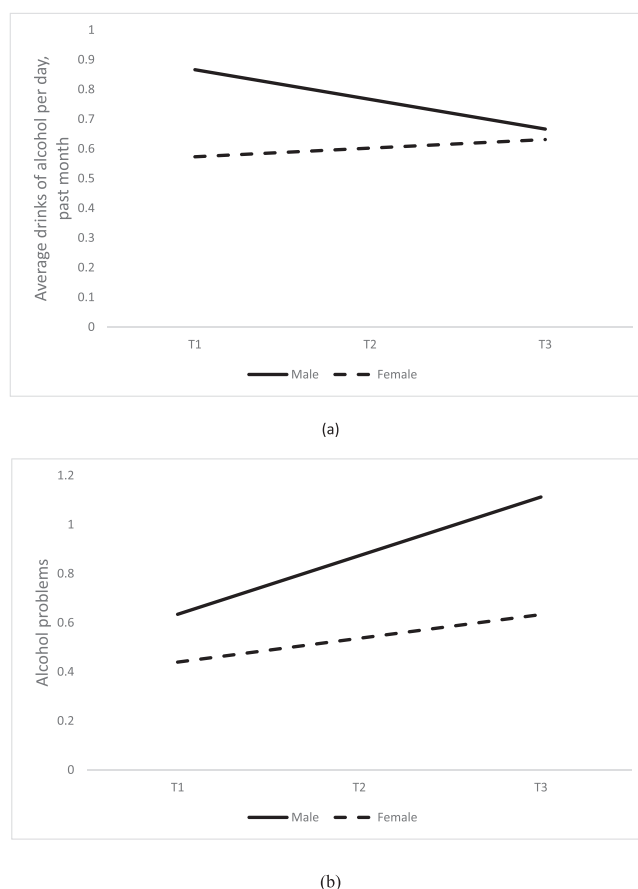 Average drinks of alcohol per day,
past month
1
0.9
0.8
0.7
0.6
0.5
0.4
0.3
0.2
0.1
0
T1 T2 T3
Male Female
(a)
Alcohol problems
1.2
1
0.8
0.6
0.4
0.2
0
T1 T2 T3
Male Female
(b)